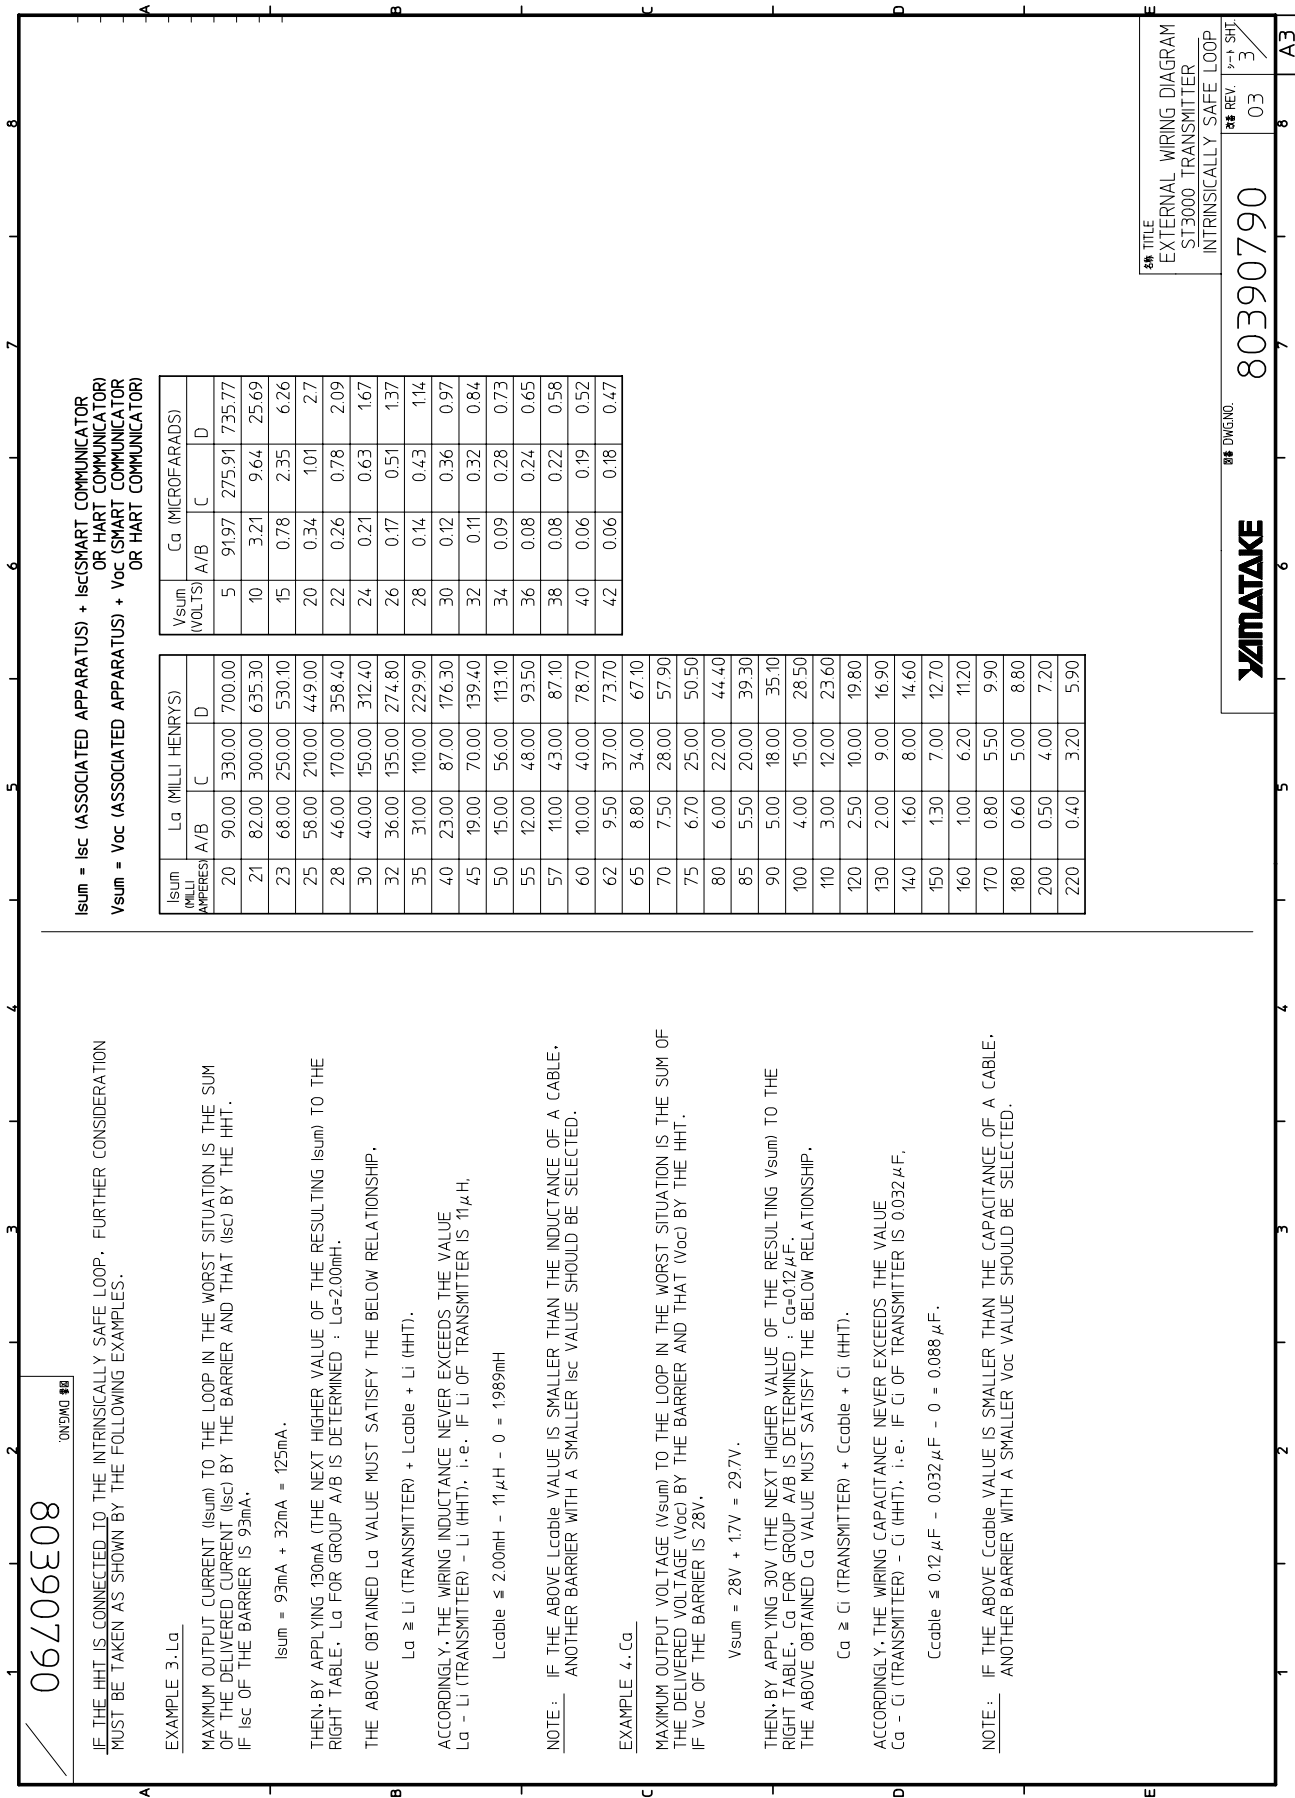 80390790
図番 DWG.NO.
IF THE HHT IS CONNECTED TO THE INTRINSICALLY SAFE LOOP, FURTHER CONSIDERATION
MUST BE TAKEN AS SHOWN BY THE FOLLOWING EXAMPLES.
EXAMPLE 3. La
MAXIMUM OUTPUT CURRENT (Isum) TO THE LOOP IN THE WORST SITUATION IS THE SUM
OF THE DELIVERED CURRENT (Isc) BY THE BARRIER AND THAT (Isc) BY THE HHT.
IF Isc OF THE BARRIER IS 93mA,
Isum = 93mA + 32mA = 125mA.
THEN, BY APPLYING 130mA (THE NEXT HIGHER VALUE OF THE RESULTING Isum) TO THE
RIGHT TABLE, La FOR GROUP A/B IS DETERMINED : La=2.00mH.
THE ABOVE OBTAINED La VALUE MUST SATISFY THE BELOW RELATIONSHIP.
La ≧ Li (TRANSMITTER) + Lcable + Li (HHT).
ACCORDINGLY, THE WIRING INDUCTANCE NEVER EXCEEDS THE VALUE
La - Li (TRANSMITTER) - Li (HHT), i.e. IF Li OF TRANSMITTER IS 11μH,
Lcable ≦ 2.00mH - 11μH - 0 = 1.989mH
NOTE : IF THE ABOVE Lcable VALUE IS SMALLER THAN THE INDUCTANCE OF A CABLE,
ANOTHER BARRIER WITH A SMALLER Isc VALUE SHOULD BE SELECTED.
EXAMPLE 4. Ca
MAXIMUM OUTPUT VOLTAGE (Vsum) TO THE LOOP IN THE WORST SITUATION IS THE SUM OF
THE DELIVERED VOLTAGE (Voc) BY THE BARRIER AND THAT (Voc) BY THE HHT.
IF Voc OF THE BARRIER IS 28V,
Vsum = 28V + 1.7V = 29.7V.
THEN, BY APPLYING 30V (THE NEXT HIGHER VALUE OF THE RESULTING Vsum) TO THE
RIGHT TABLE, Ca FOR GROUP A/B IS DETERMINED : Ca=0.12μF.
THE ABOVE OBTAINED Ca VALUE MUST SATISFY THE BELOW RELATIONSHIP.
Ca ≧ Ci (TRANSMITTER) + Ccable + Ci (HHT).
ACCORDINGLY, THE WIRING CAPACITANCE NEVER EXCEEDS THE VALUE
Ca - Ci (TRANSMITTER) - Ci (HHT), i.e. IF Ci OF TRANSMITTER IS 0.032μF,
Ccable ≦ 0.12μF - 0.032μF - 0 = 0.088μF.
NOTE : IF THE ABOVE Ccable VALUE IS SMALLER THAN THE CAPACITANCE OF A CABLE,
ANOTHER BARRIER WITH A SMALLER Voc VALUE SHOULD BE SELECTED.
Isum = Isc (ASSOCIATED APPARATUS) + Isc(SMART COMMUNICATOR
OR HART COMMUNICATOR)
Vsum = Voc (ASSOCIATED APPARATUS) + Voc (SMART COMMUNICATOR
OR HART COMMUNICATOR)
Isum (MILLI AMPERES) La (MILLI HENRYS)
A/B C D
20 90.00 330.00 700.00
21 82.00 300.00 635.30
23 68.00 250.00 530.10
25 58.00 210.00 449.00
28 46.00 170.00 358.40
30 40.00 150.00 312.40
32 36.00 135.00 274.80
35 31.00 110.00 229.90
40 23.00 87.00 176.30
45 19.00 70.00 139.40
50 15.00 56.00 113.10
55 12.00 48.00 93.50
57 11.00 43.00 87.10
60 10.00 40.00 78.70
62 9.50 37.00 73.70
65 8.80 34.00 67.10
70 7.50 28.00 57.90
75 6.70 25.00 50.50
80 6.00 22.00 44.40
85 5.50 20.00 39.30
90 5.00 18.00 35.10
100 4.00 15.00 28.50
110 3.00 12.00 23.60
120 2.50 10.00 19.80
130 2.00 9.00 16.90
140 1.60 8.00 14.60
150 1.30 7.00 12.70
160 1.00 6.20 11.20
170 0.80 5.50 9.90
180 0.60 5.00 8.80
200 0.50 4.00 7.20
220 0.40 3.20 5.90
Vsum (VOLTS) Ca (MICROFARADS)
A/B C D
5 91.97 275.91 735.77
10 3.21 9.64 25.69
15 0.78 2.35 6.26
20 0.34 1.01 2.7
22 0.26 0.78 2.09
24 0.21 0.63 1.67
26 0.17 0.51 1.37
28 0.14 0.43 1.14
30 0.12 0.36 0.97
32 0.11 0.32 0.84
34 0.09 0.28 0.73
36 0.08 0.24 0.65
38 0.08 0.22 0.58
40 0.06 0.19 0.52
42 0.06 0.18 0.47
名称 TITLE
EXTERNAL WIRING DIAGRAM
ST3000 TRANSMITTER
INTRINSICALLY SAFE LOOP
YAMATAKE
図番 DWG.NO.
80390790
改番 REV.
03
シート SHT.
3/
A3
1 2 3 4 5 6 7 8
1 2 3 4 5 6 7 8
A B C D E
A B C D E